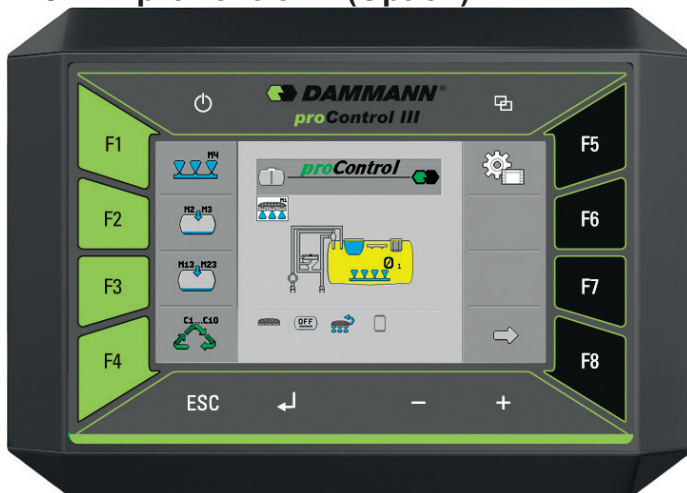 DAMMANN®
proControl III
F1
F5
M4
proControl
M1
F2
M2 M3
F6
0 1
F3
M13 M23
F7
OFF
C1...C10
F4
F8
ESC
- +